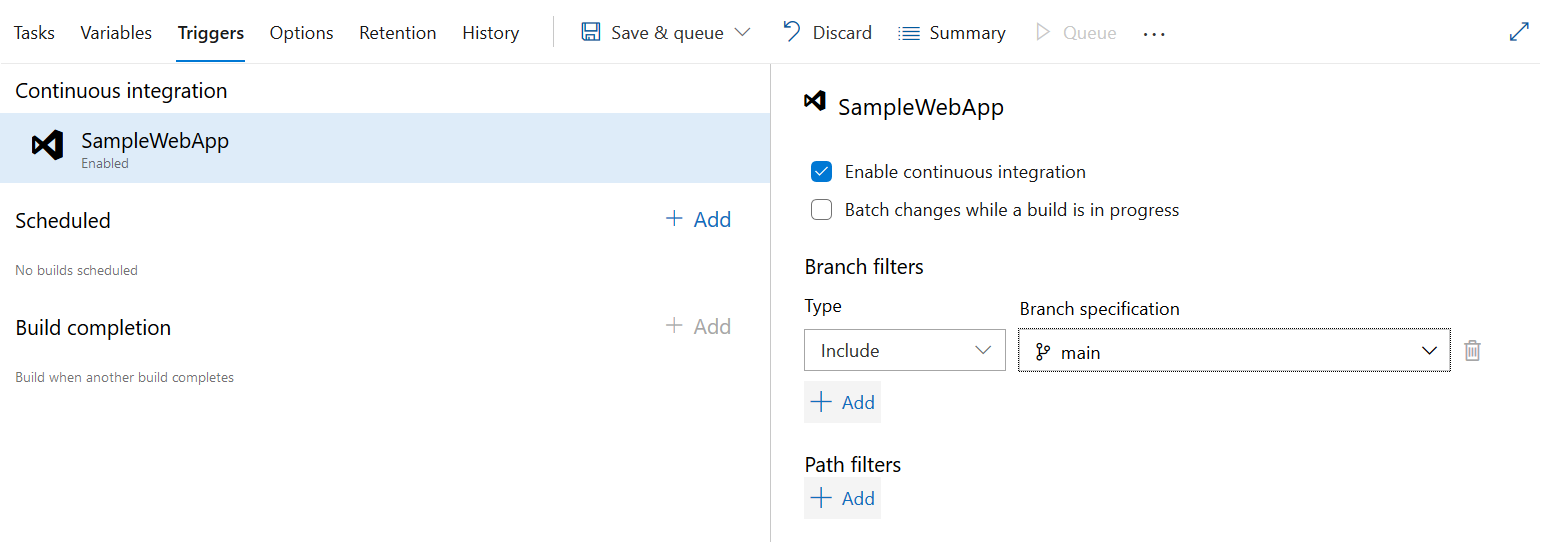 Tasks Variables Triggers Options Retention History Save & queue Discard Summary Queue ...
Continuous integration
SampleWebApp
Enabled
Scheduled + Add
No builds scheduled
Build completion + Add
Build when another build completes
SampleWebApp
Enable continuous integration
Batch changes while a build is in progress
Branch filters
Type Branch specification
Include main
+ Add
Path filters
+ Add